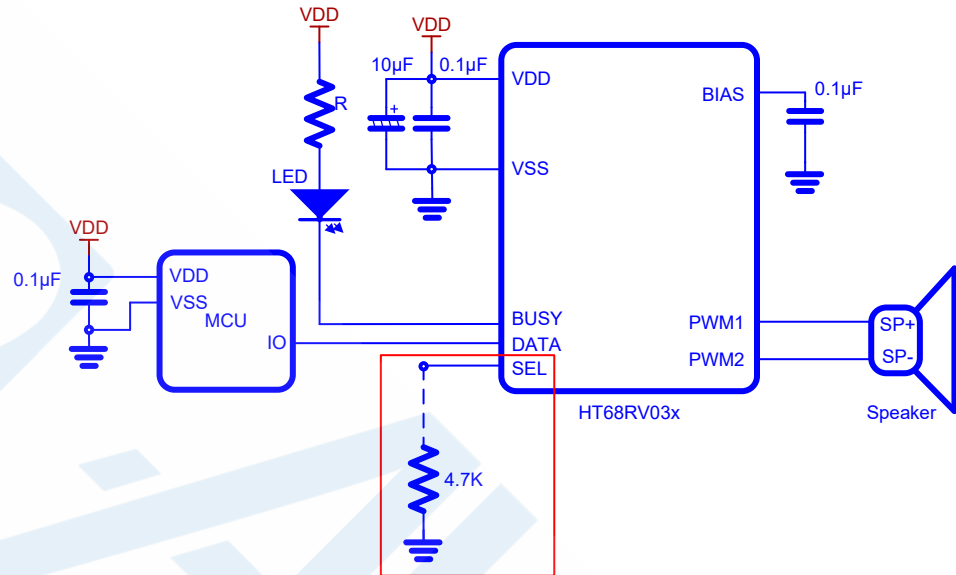 VDD
VDD
10µF
0.1µF
VDD
BIAS
0.1µF
R
LED
VSS
VDD
0.1µF
VDD
VSS
MCU
IO
BUSY
DATA
SEL
PWM1
PWM2
SP+
SP-
HT68RV03x
Speaker
4.7K
+